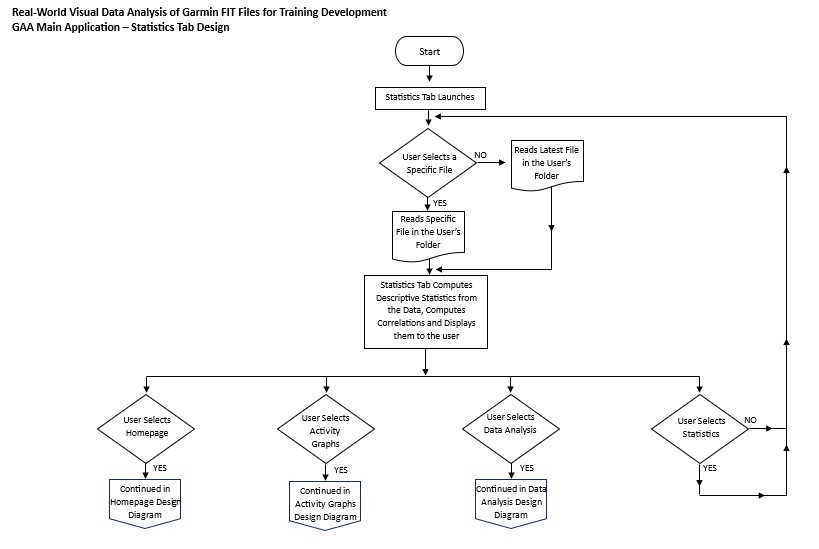 Real-World Visual Data Analysis of Garmin FIT Files for Training Development
GAA Main Application – Statistics Tab Design
Start
Statistics Tab Launches
User Selects a
Specific File
NO
Reads Latest File
in the User's
Folder
YES
Reads Specific
File in the User's
Folder
Statistics Tab Computes
Descriptive Statistics from
the Data, Computes
Correlations and Displays
them to the user
User Selects
Homepage
User Selects
Activity
Graphs
User Selects
Data Analysis
User Selects
Statistics
NO
YES
YES
YES
YES
Continued in
Homepage Design
Diagram
Continued in
Activity Graphs
Design Diagram
Continued in Data
Analysis Design
Diagram